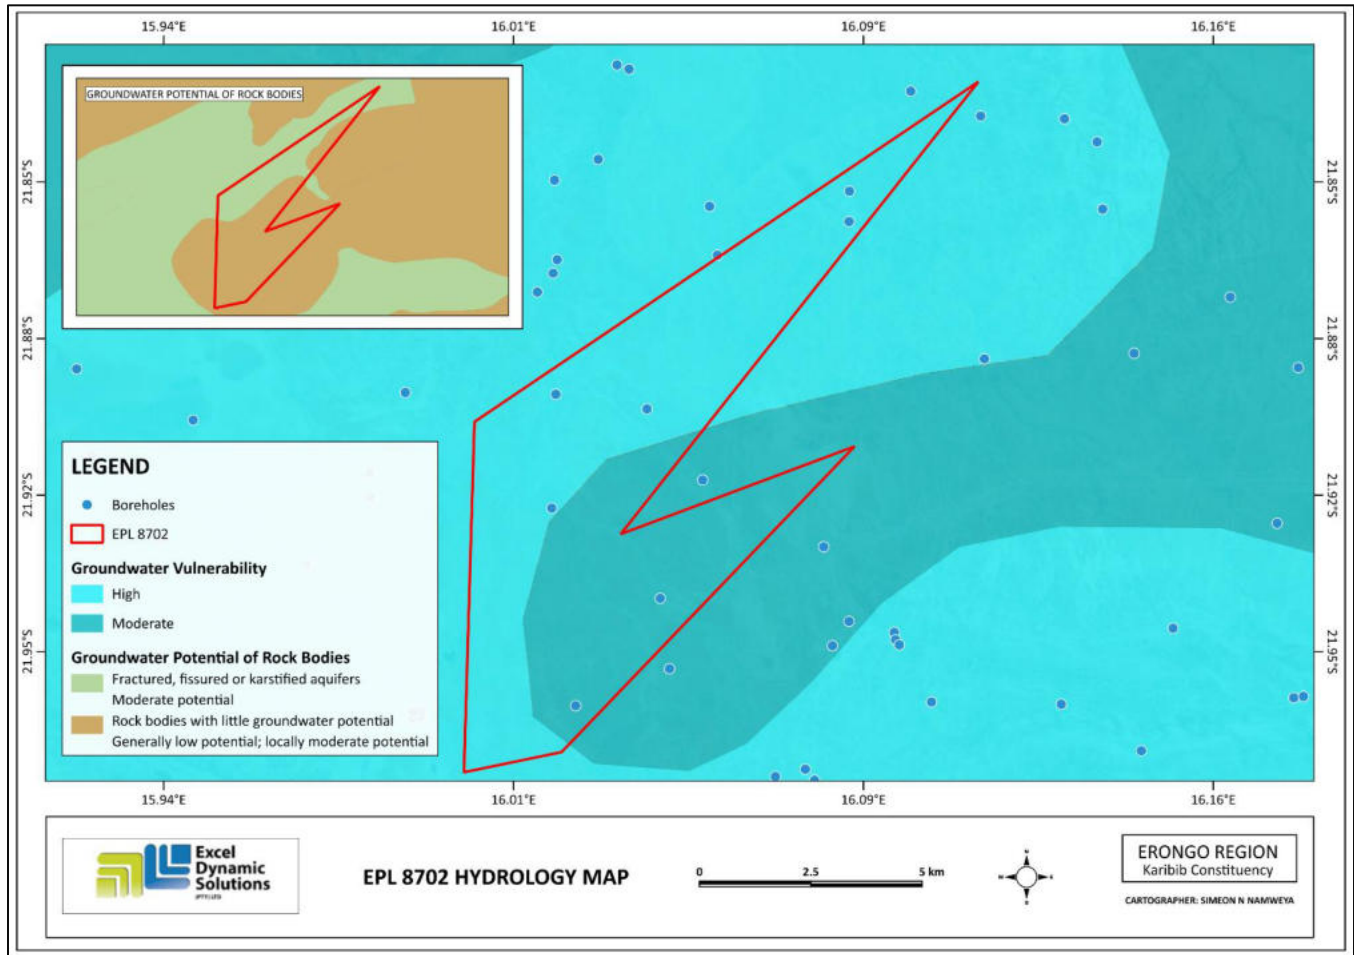 15.94°E 16.01°E 16.09°E 16.16°E
GROUNDWATER POTENTIAL OF ROCK BODIES
21.85°S 21.85°S
21.88°S 21.88°S
21.92°S 21.92°S
21.95°S 21.95°S
LEGEND
Boreholes
EPL 8702
Groundwater Vulnerability
High
Moderate
Groundwater Potential of Rock Bodies
Fractured, fissured or karstified aquifers
Moderate potential
Rock bodies with little groundwater potential
Generally low potential; locally moderate potential
15.94°E 16.01°E 16.09°E 16.16°E
Excel
Dynamic
Solutions
(PTY) LTD
EPL 8702 HYDROLOGY MAP
0 2.5 5 km
N
W E
S
ERONGO REGION
Karibib Constituency
CARTOGRAPHER: SIMEON N NAMWEYA